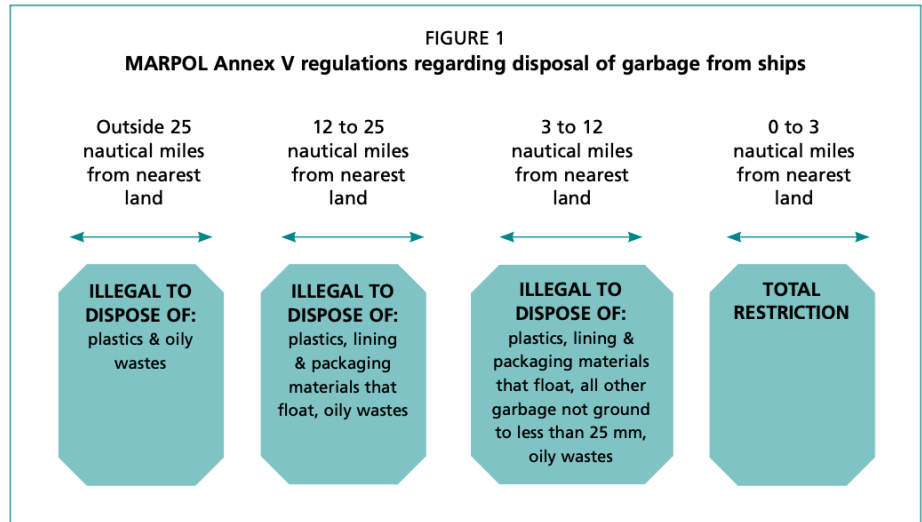 FIGURE 1
MARPOL Annex V regulations regarding disposal of garbage from ships
Outside 25
nautical miles
from nearest
land
12 to 25
nautical miles
from nearest
land
3 to 12
nautical miles
from nearest
land
0 to 3
nautical miles
from nearest
land
ILLEGAL TO
DISPOSE OF:
plastics & oily
wastes
ILLEGAL TO
DISPOSE OF:
plastics, lining
& packaging
materials that
float, oily wastes
ILLEGAL TO
DISPOSE OF:
plastics, lining &
packaging materials
that float, all other
garbage not ground
to less than 25 mm,
oily wastes
TOTAL
RESTRICTION